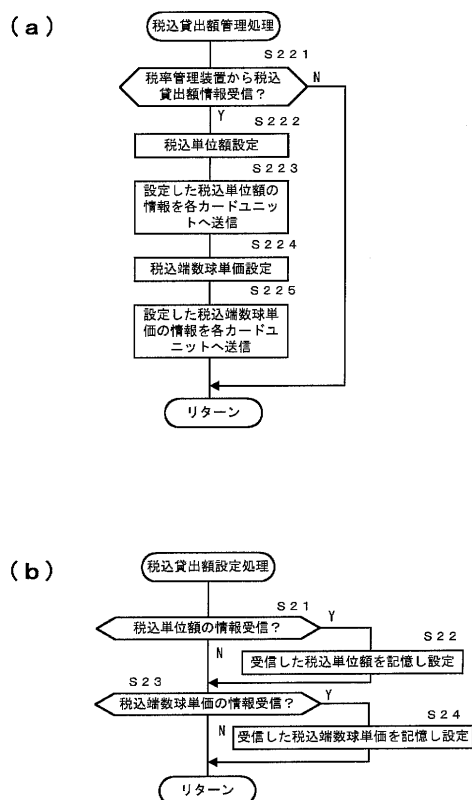 (a)
税込貸出額管理処理
S221
税率管理装置から税込
貸出額情報受信？
N
Y
S222
税込単位額設定
S223
設定した税込単位額の
情報を各カードユニッ
トへ送信
S224
税込端数球単価設定
S225
設定した税込端数球単
価の情報を各カードユ
ニットへ送信
リターン
(b)
税込貸出額設定処理
S21
税込単位額の情報受信？
Y
N
S22
受信した税込単位額を記憶し設定
S23
税込端数球単価の情報受信？
Y
N
S24
受信した税込端数球単価を記憶し設定
リターン